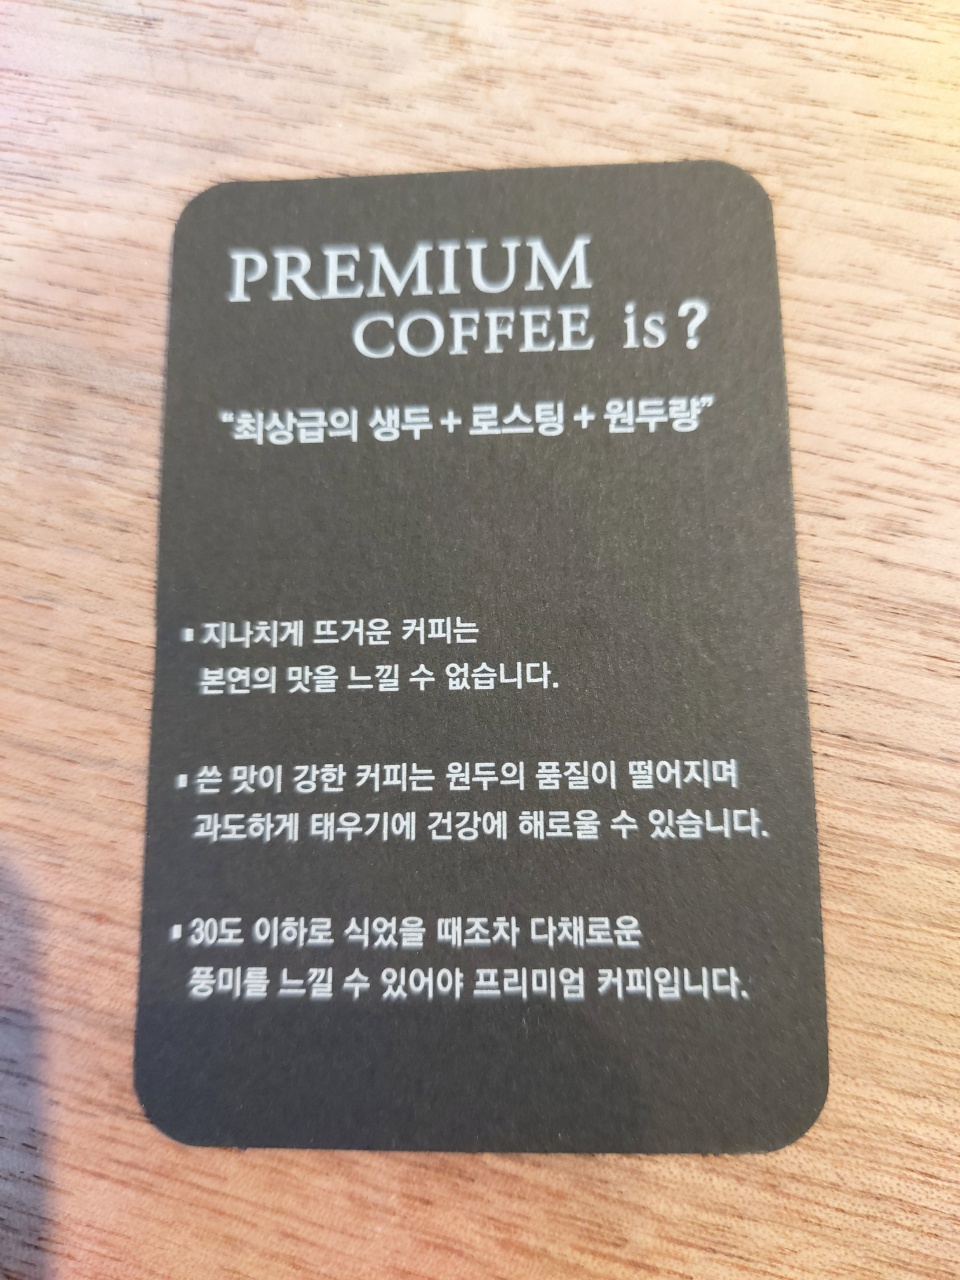 PREMIUM
COFFEE is?
“최상급의 생두 + 로스팅 + 원두량”
▪ 지나치게 뜨거운 커피는
본연의 맛을 느낄 수 없습니다.
▪ 쓴 맛이 강한 커피는 원두의 품질이 떨어지며
과도하게 태우기에 건강에 해로울 수 있습니다.
▪ 30도 이하로 식었을 때조차 다채로운
풍미를 느낄 수 있어야 프리미엄 커피입니다.